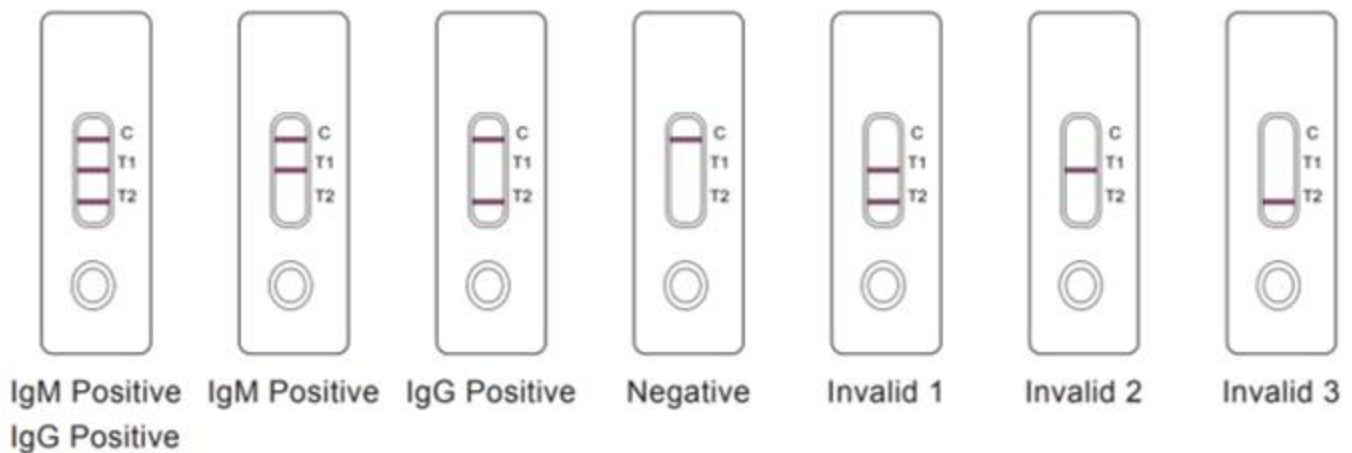 C
T1
T2
C
T1
T2
C
T1
T2
C
T1
T2
C
T1
T2
C
T1
T2
C
T1
T2
IgM Positive
IgG Positive
IgM Positive
IgG Positive
Negative
Invalid 1
Invalid 2
Invalid 3